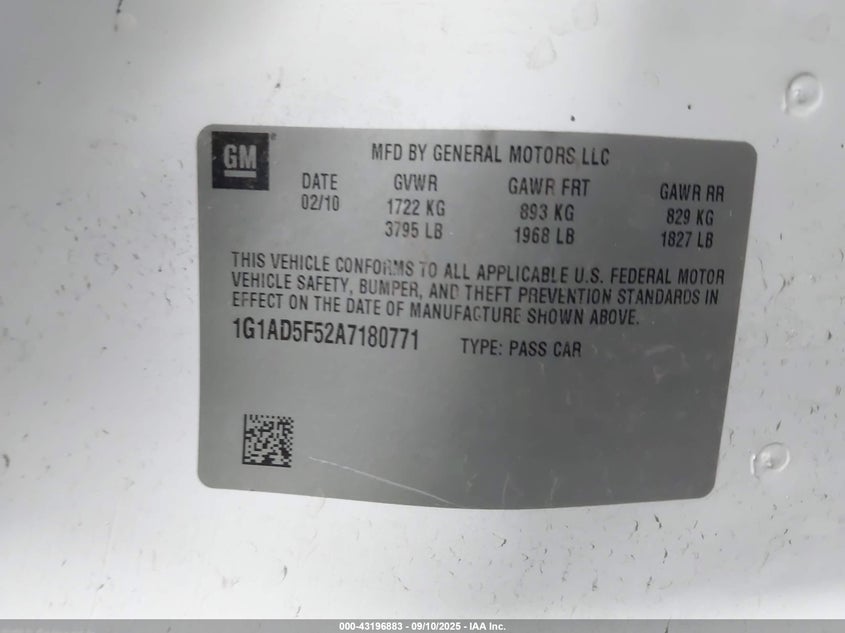 GM
MFD BY GENERAL MOTORS LLC
DATE GVWR GAWR FRT GAWR RR
02/10 1722 KG 893 KG 829 KG
3795 LB 1968 LB 1827 LB
THIS VEHICLE CONFORMS TO ALL APPLICABLE U.S. FEDERAL MOTOR
VEHICLE SAFETY, BUMPER, AND THEFT PREVENTION STANDARDS IN
EFFECT ON THE DATE OF MANUFACTURE SHOWN ABOVE.
1G1AD5F52A7180771 TYPE: PASS CAR
000-43196883 - 09/10/2025 - IAA Inc.